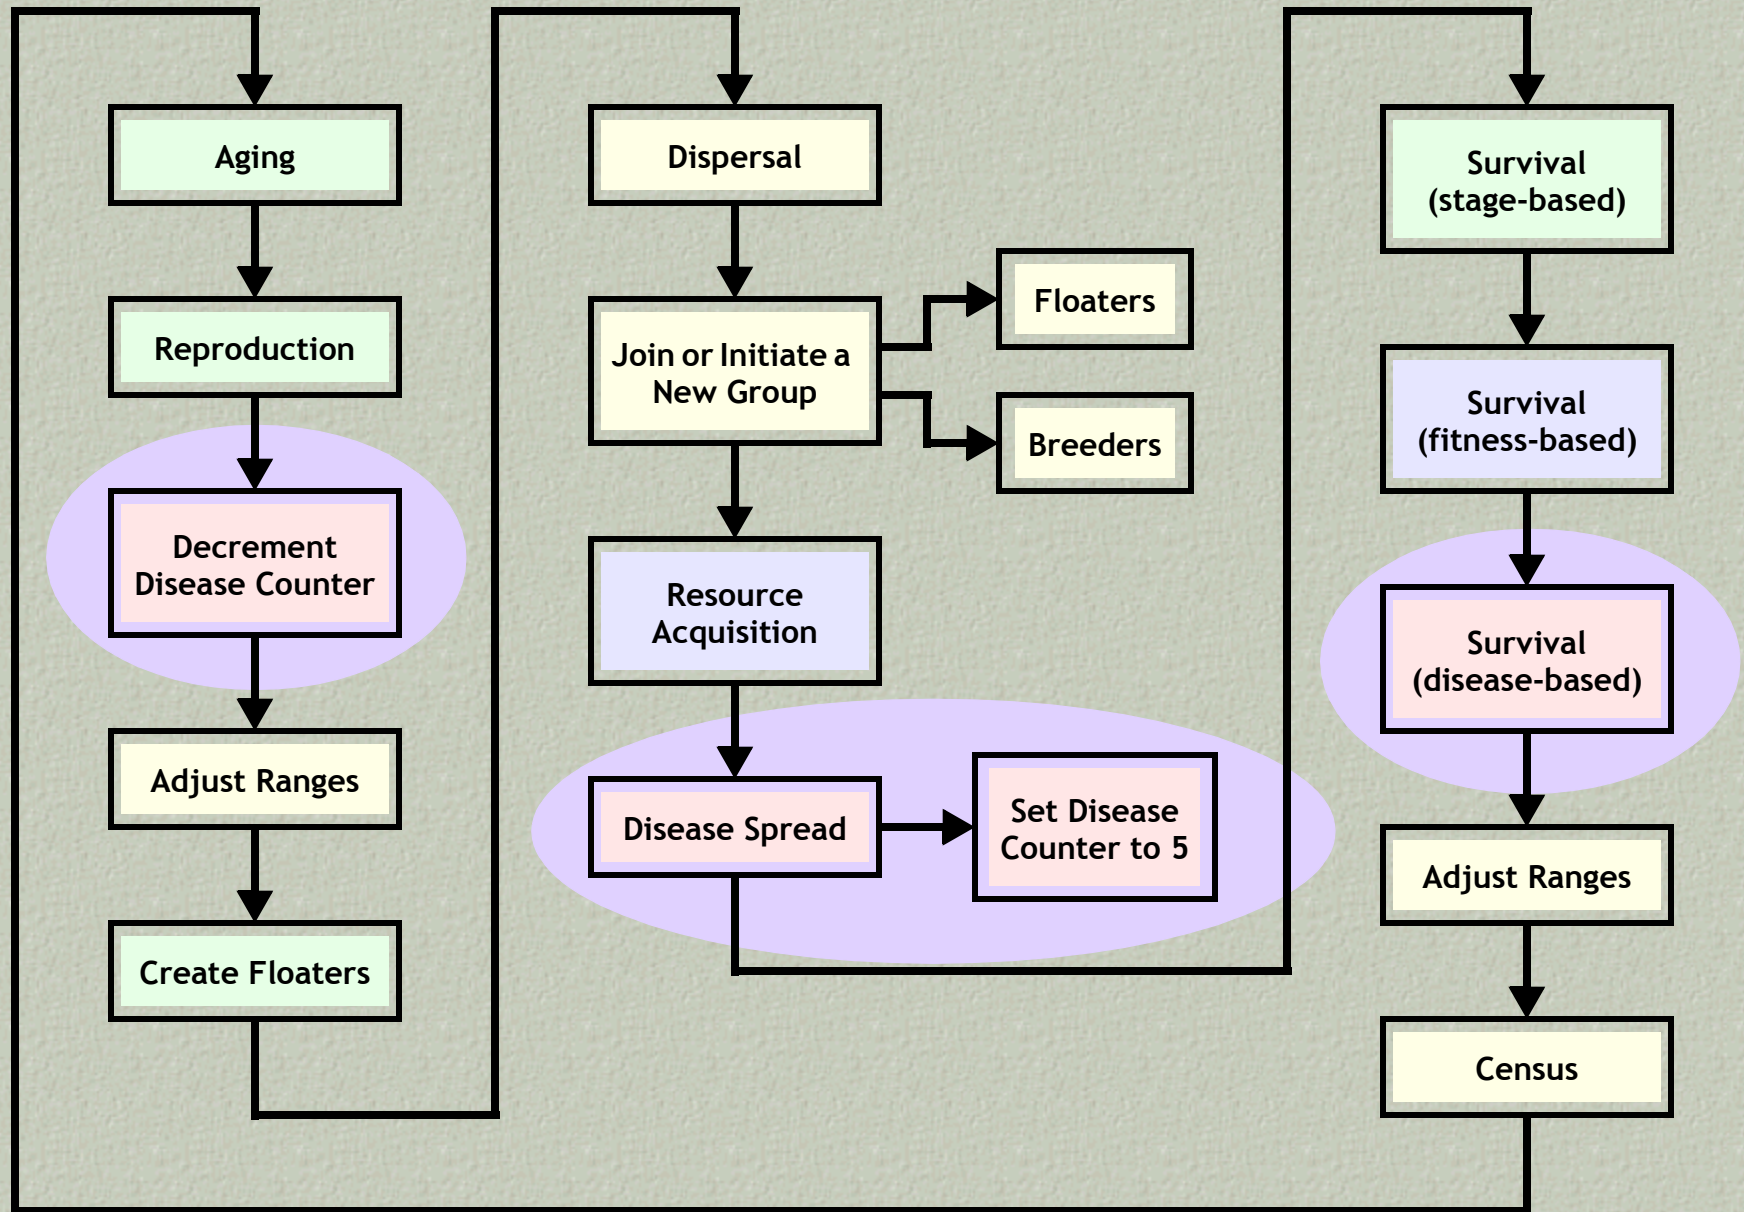 Aging
Reproduction
Decrement
Disease Counter
Adjust Ranges
Create Floaters
Dispersal
Join or Initiate a
New Group
Floaters
Breeders
Resource
Acquisition
Disease Spread
Set Disease
Counter to 5
Survival
(stage-based)
Survival
(fitness-based)
Survival
(disease-based)
Adjust Ranges
Census